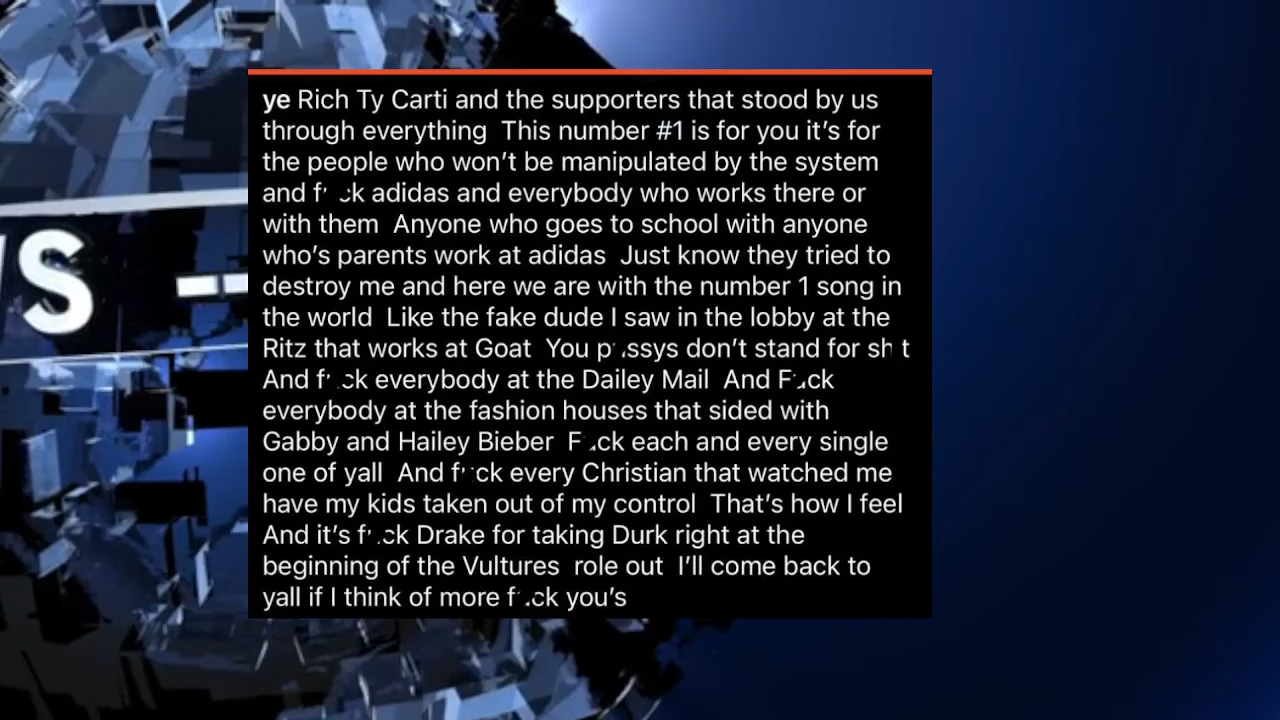 ye Rich Ty Carti and the supporters that stood by us
through everything This number #1 is for you it's for
the people who won't be manipulated by the system
and f ck adidas and everybody who works there or
with them Anyone who goes to school with anyone
who's parents work at adidas Just know they tried to
destroy me and here we are with the number 1 song in
the world Like the fake dude I saw in the lobby at the
Ritz that works at Goat You p ssys don't stand for sh t
And f ck everybody at the Dailey Mail And F ck
everybody at the fashion houses that sided with
Gabby and Hailey Bieber F ck each and every single
one of yall And f ck every Christian that watched me
have my kids taken out of my control That's how I feel
And it's f ck Drake for taking Durk right at the
beginning of the Vultures role out I'll come back to
yall if I think of more f ck you's